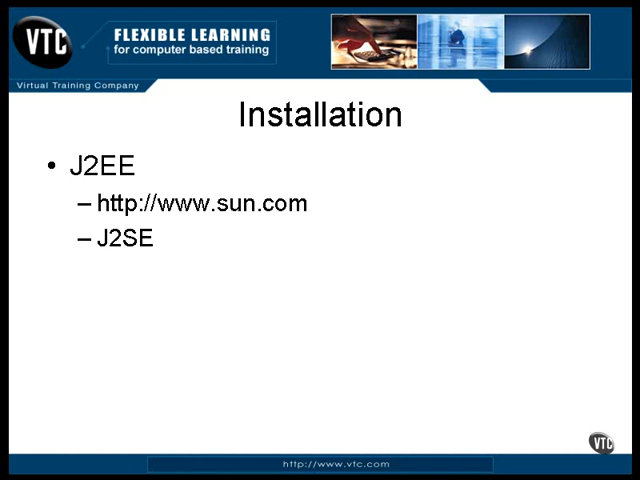 VTC
FLEXIBLE LEARNING
for computer based training
Virtual Training Company
Installation
• J2EE
– http://www.sun.com
– J2SE
VTC
http://www.vtc.com